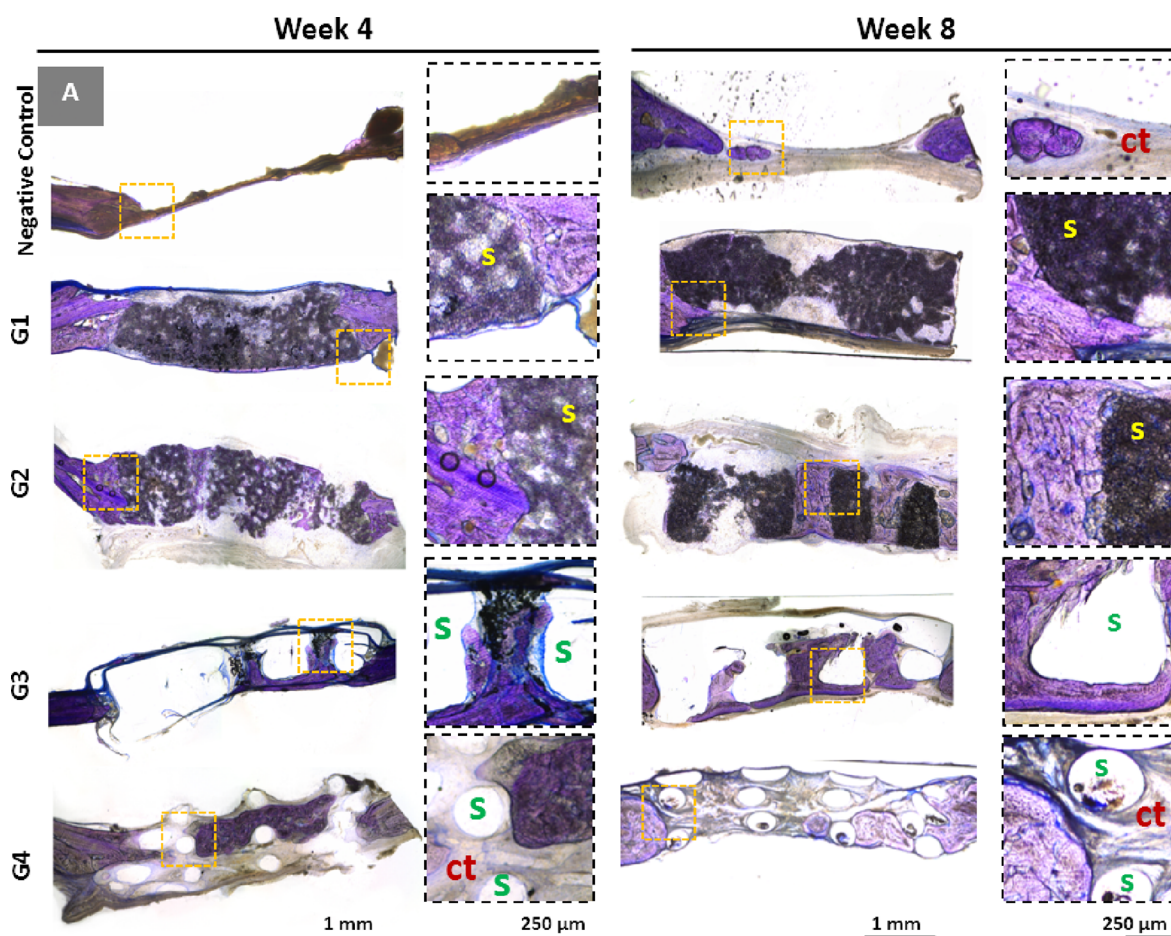 Week 4
Week 8
A
Negative Control
ct
S
S
G1
S
S
G2
S
S
S
G3
S
S
ct
S
ct
S
S
G4
1 mm
250 µm
1 mm
250 µm